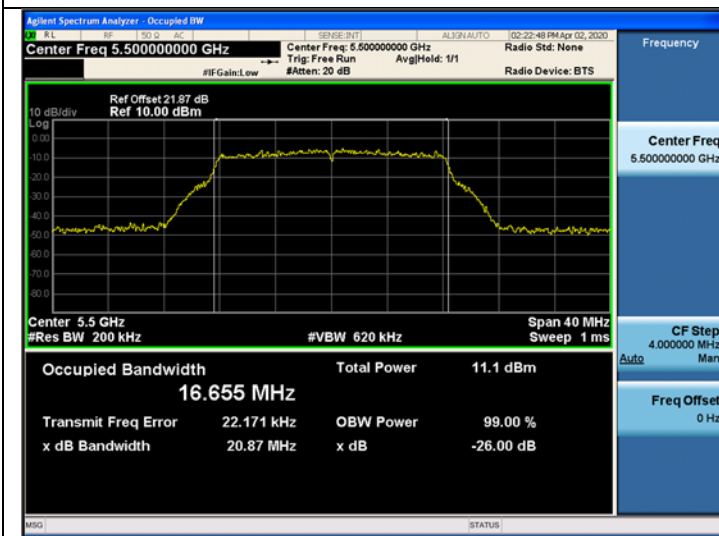 Agilent Spectrum Analyzer - Occupied BW
RL RF 50 Ω AC SENSE:INT ALIGN AUTO 02:22:48 PM Apr 02, 2020
Center Freq 5.500000000 GHz
Center Freq: 5.500000000 GHz Radio Std: None
Trig: Free Run Avg|Hold: 1/1
#IFGain:Low #Atten: 20 dB Radio Device: BTS
Ref Offset 21.87 dB
10 dB/div Ref 10.00 dBm
Log
0.00
-10.0
-20.0
-30.0
-40.0
-50.0
-60.0
-70.0
-80.0
Center 5.5 GHz Span 40 MHz
#Res BW 200 kHz #VBW 620 kHz Sweep 1 ms
Occupied Bandwidth Total Power 11.1 dBm
16.655 MHz
Transmit Freq Error 22.171 kHz OBW Power 99.00 %
x dB Bandwidth 20.87 MHz x dB -26.00 dB
MSG STATUS
Frequency
Center Freq
5.500000000 GHz
CF Step
4.000000 MHz
Auto Man
Freq Offset
0 Hz